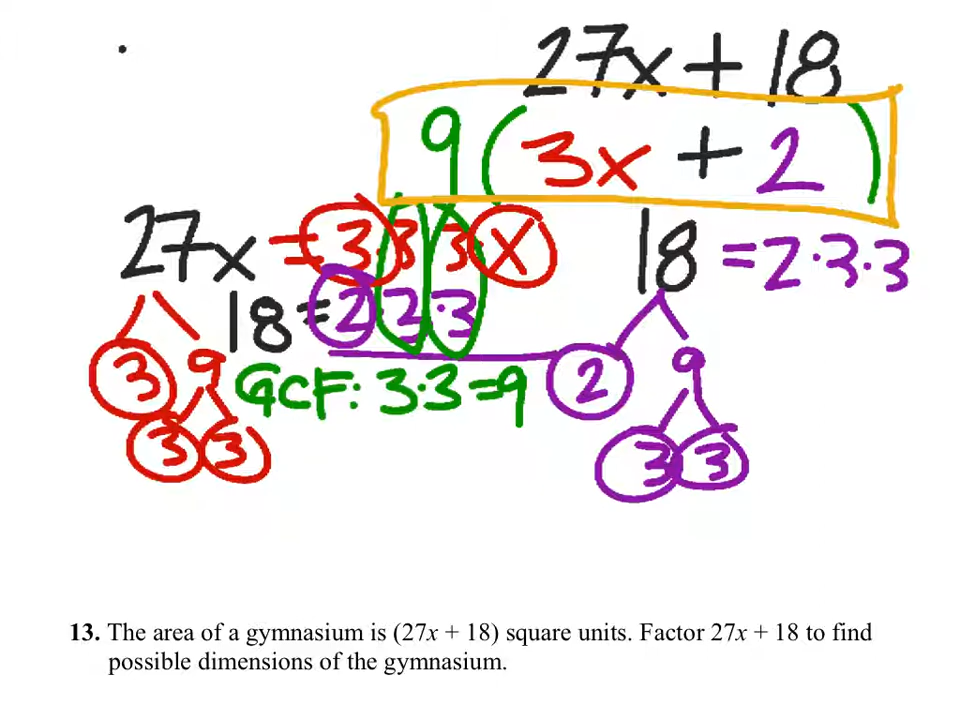 27x + 18
9(3x + 2)
27x = 3 3 3 x
18 = 2·3·3
18 = 2 3·3
3 9
2 9
GCF: 3·3=9
3 3
3 3
13. The area of a gymnasium is (27x + 18) square units. Factor 27x + 18 to find
possible dimensions of the gymnasium.